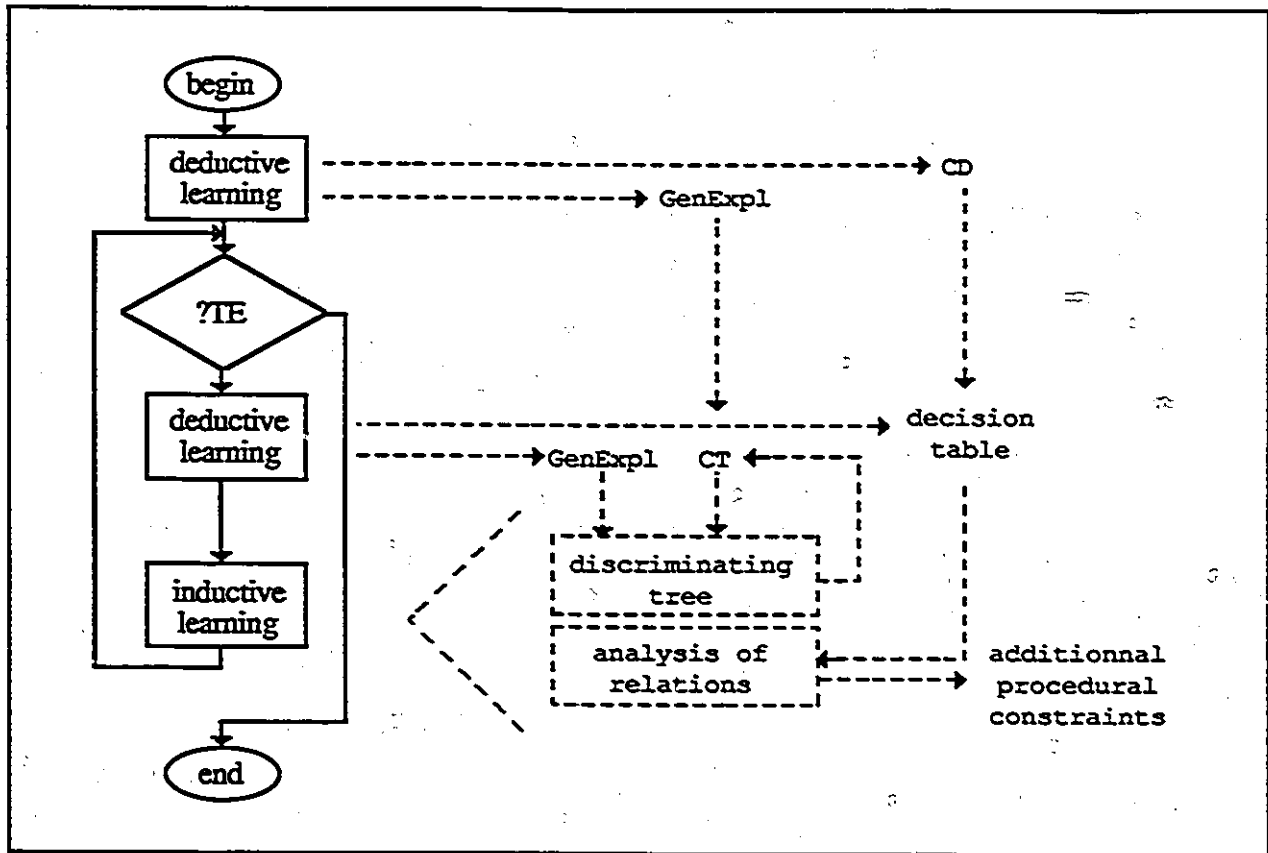 begin
deductive
learning
CD
GenExpl
?TE
deductive
learning
decision
table
GenExpl CT
discriminating
tree
inductive
learning
analysis of
relations
additionnal
procedural
constraints
end